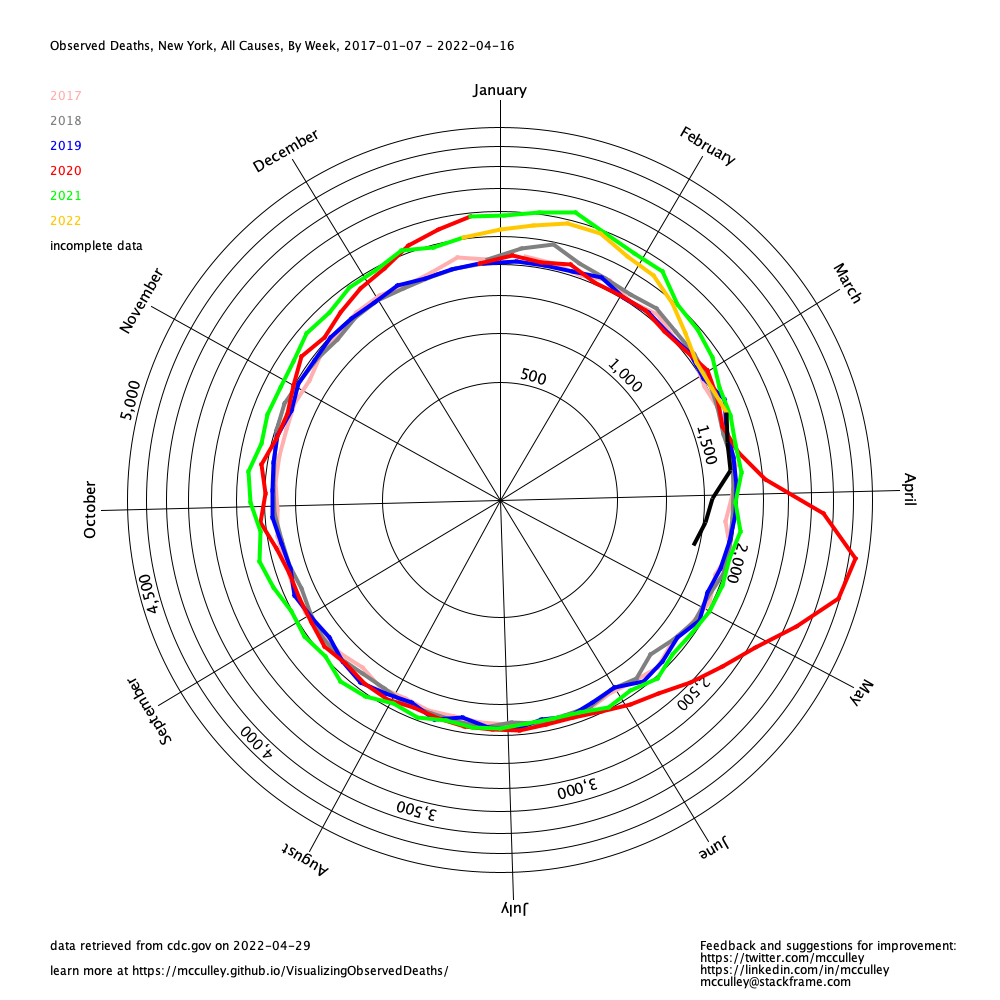 Observed Deaths, New York, All Causes, By Week, 2017-01-07 - 2022-04-16
2017
2018
2019
2020
2021
2022
incomplete data
January
February
March
April
May
June
July
August
September
October
November
December
500
1,000
1,500
2,000
2,500
3,000
3,500
4,000
4,500
5,000
data retrieved from cdc.gov on 2022-04-29
learn more at https://mcculley.github.io/VisualizingObservedDeaths/
Feedback and suggestions for improvement:
https://twitter.com/mcculley
https://linkedin.com/in/mcculley
mcculley@stackframe.com